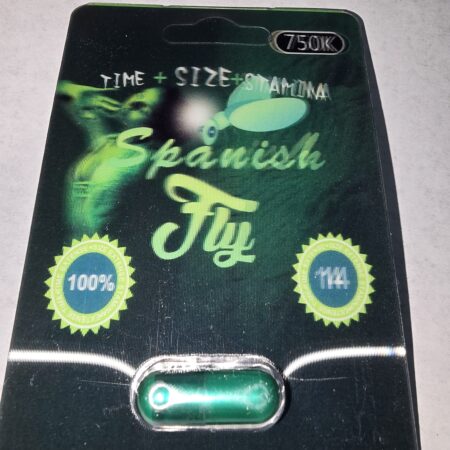 750K
TIME + SIZE + STAMINA
Spanish
Fly
100%